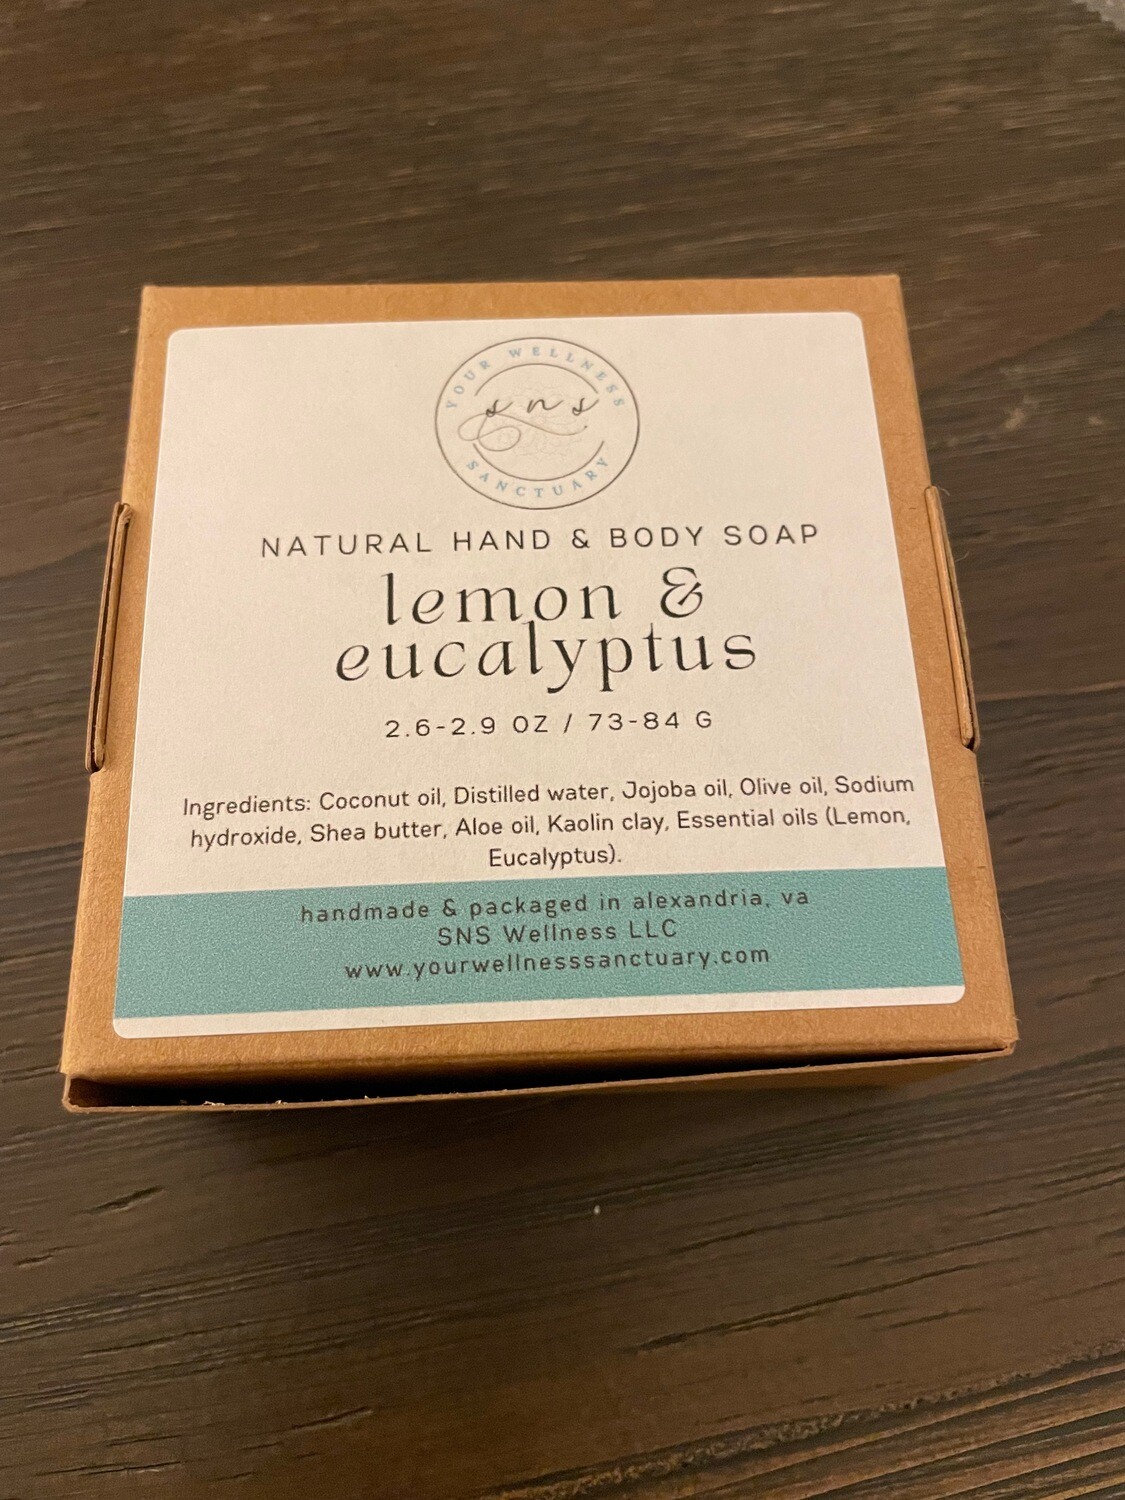 YOUR WELLNESS
sns
SANCTUARY
NATURAL HAND & BODY SOAP
lemon &
eucalyptus
2.6-2.9 OZ / 73-84 G
Ingredients: Coconut oil, Distilled water, Jojoba oil, Olive oil, Sodium
hydroxide, Shea butter, Aloe oil, Kaolin clay, Essential oils (Lemon,
Eucalyptus).
handmade & packaged in alexandria, va
SNS Wellness LLC
www.yourwellnesssanctuary.com